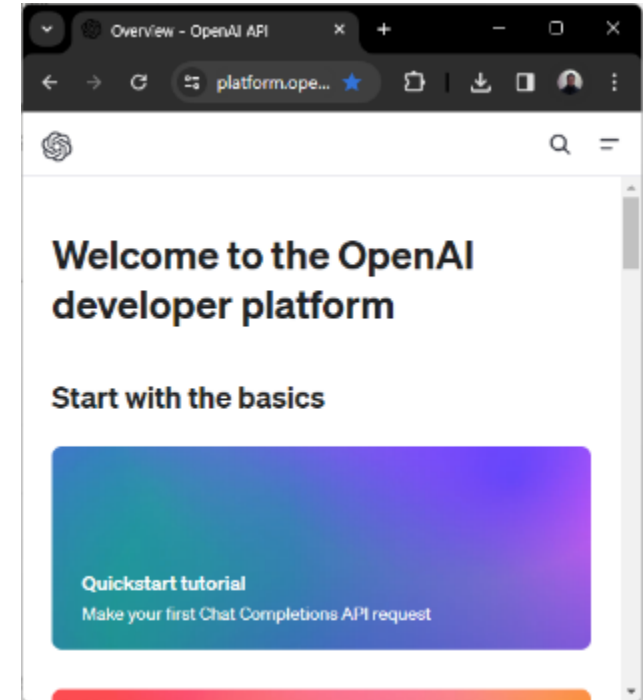 Overview - OpenAI API
platform.ope...
Welcome to the OpenAI
developer platform
Start with the basics
Quickstart tutorial
Make your first Chat Completions API request